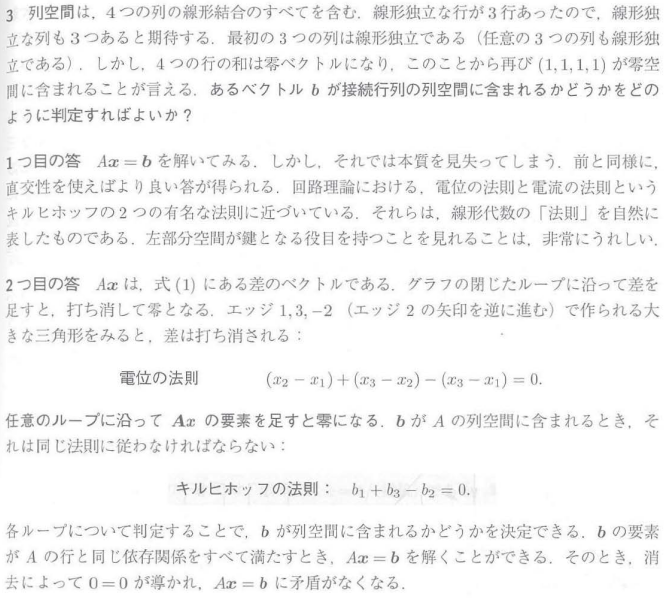 3 列空間は，4つの列の線形結合のすべてを含む．線形独立な行が3行あったので，線形独
立な列も3つあると期待する．最初の3つの列は線形独立である（任意の3つの列も線形独
立である）．しかし，4つの行の和は零ベクトルになり，このことから再び (1,1,1,1) が零空
間に含まれることが言える．あるベクトル b が接続行列の列空間に含まれるかどうかをどの
ように判定すればよいか？
1つ目の答 Ax = b を解いてみる．しかし，それでは本質を見失ってしまう．前と同様に，
直交性を使えばより良い答が得られる．回路理論における，電位の法則と電流の法則という
キルヒホッフの2つの有名な法則に近づいている．それらは，線形代数の「法則」を自然に
表したものである．左部分空間が鍵となる役目を持つことを見れることは，非常にうれしい．
2つ目の答 Ax は，式 (1) にある差のベクトルである．グラフの閉じたループに沿って差を
足すと，打ち消して零となる．エッジ 1, 3, −2 （エッジ 2 の矢印を逆に進む）で作られる大
きな三角形をみると，差は打ち消される：
電位の法則 (x₂ − x₁) + (x₃ − x₂) − (x₃ − x₁) = 0.
任意のループに沿って Ax の要素を足すと零になる．b が A の列空間に含まれるとき，そ
れは同じ法則に従わなければならない：
キルヒホッフの法則： b₁ + b₃ − b₂ = 0.
各ループについて判定することで，b が列空間に含まれるかどうかを決定できる．b の要素
が A の行と同じ依存関係をすべて満たすとき，Ax = b を解くことができる．そのとき，消
去によって 0 = 0 が導かれ，Ax = b に矛盾がなくなる．